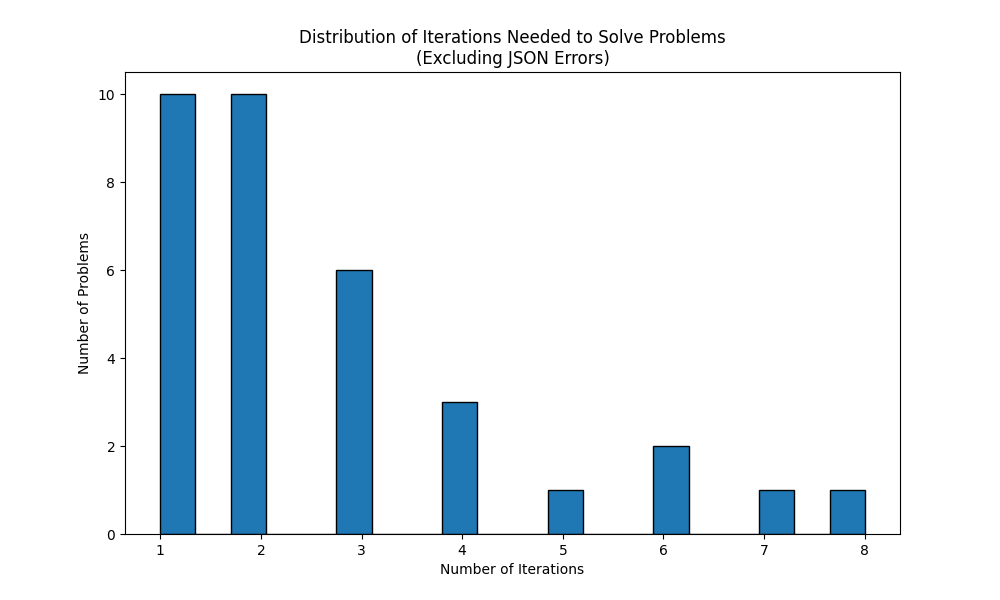 Distribution of Iterations Needed to Solve Problems
(Excluding JSON Errors)
10
8
6
4
2
0
Number of Problems
1 2 3 4 5 6 7 8
Number of Iterations